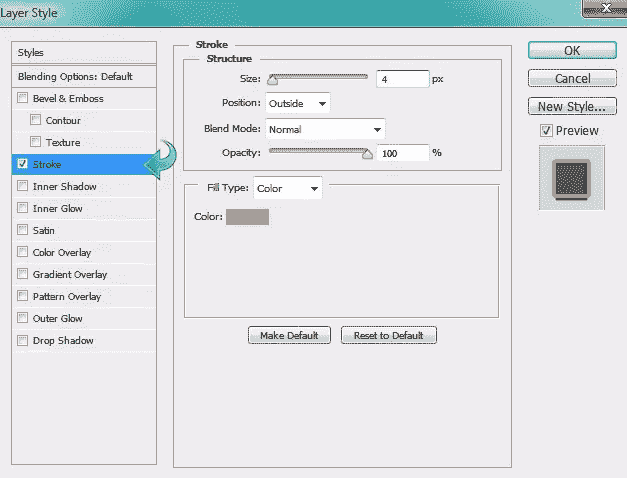 Layer Style
x
Styles
Blending Options: Default
Bevel & Emboss
Contour
Texture
Stroke
Inner Shadow
Inner Glow
Satin
Color Overlay
Gradient Overlay
Pattern Overlay
Outer Glow
Drop Shadow
Stroke
Structure
Size: 4 px
Position: Outside
Blend Mode: Normal
Opacity: 100 %
Fill Type: Color
Color:
Make Default Reset to Default
OK
Cancel
New Style...
Preview